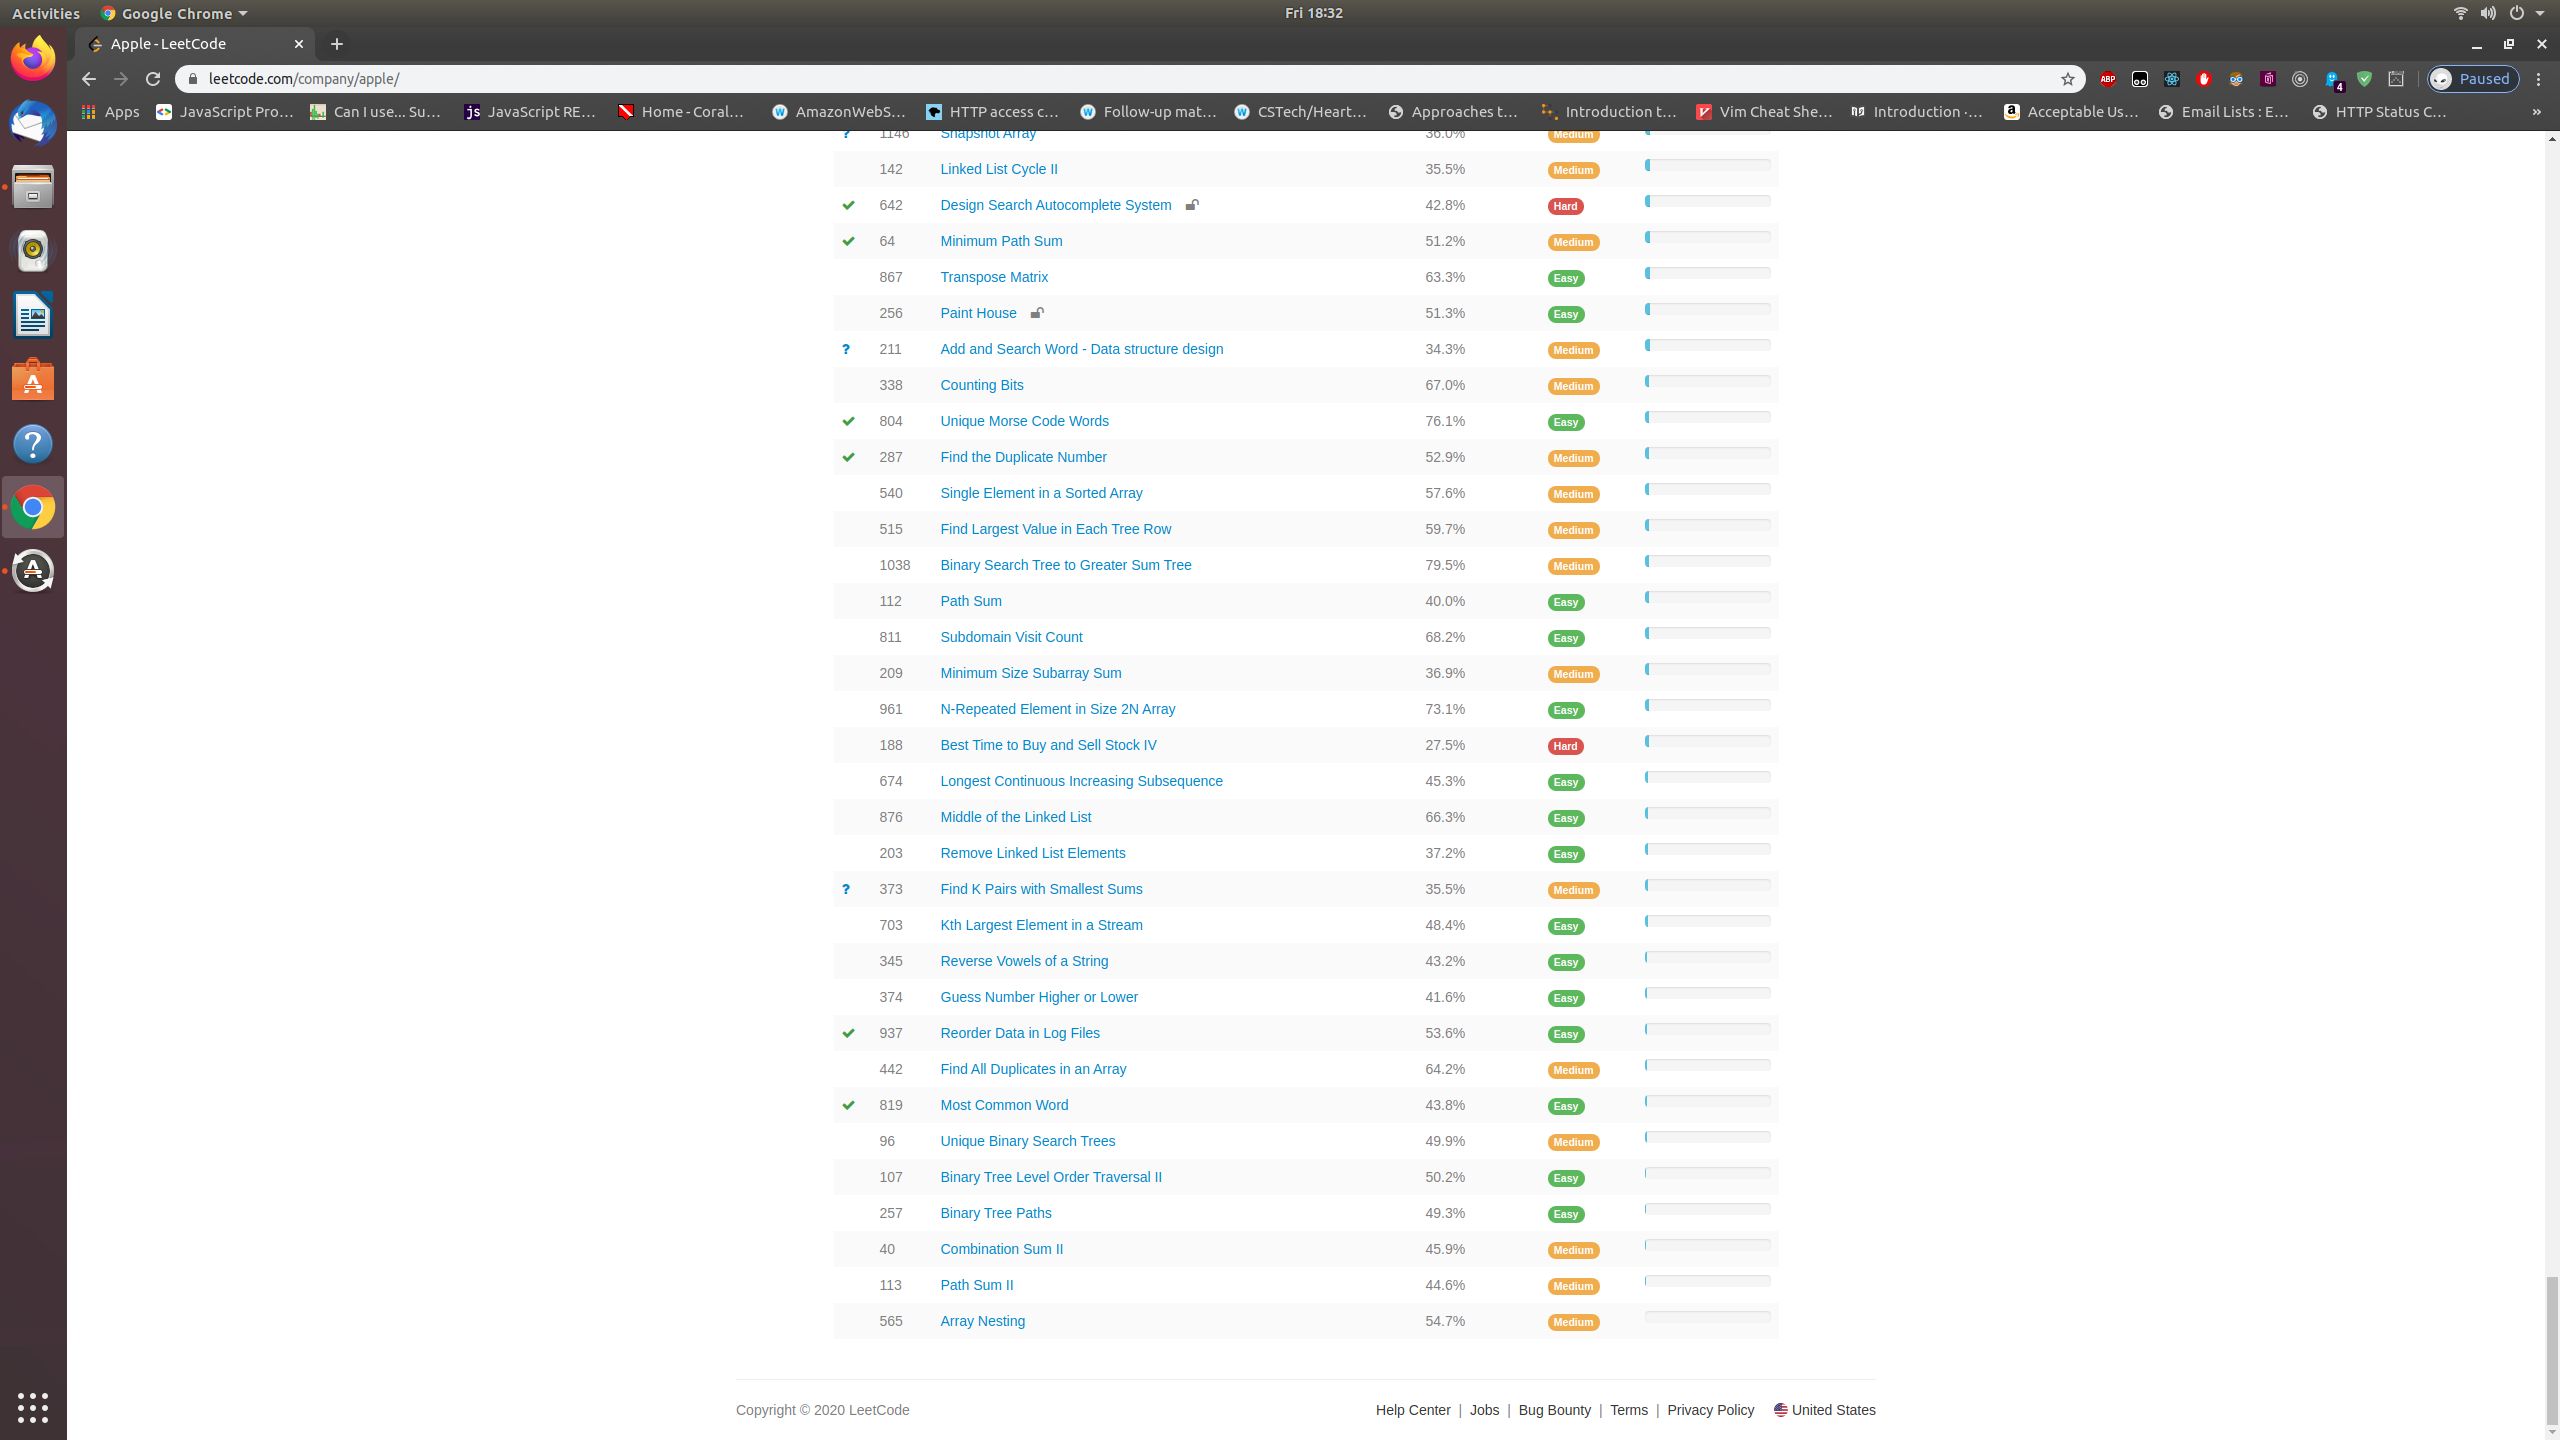 Activities Google Chrome Fri 18:32
Apple - LeetCode
leetcode.com/company/apple/ ABP 4 Paused
Apps JavaScript Pro… Can I use... Su… JavaScript RE… Home - Coral… AmazonWebS… HTTP access c… Follow-up mat… CSTech/Heart… Approaches t… Introduction t… Vim Cheat She… Introduction ·… Acceptable Us… Email Lists : E… HTTP Status C… »
? 1146 Snapshot Array 36.0% Medium
142 Linked List Cycle II 35.5% Medium
642 Design Search Autocomplete System 42.8% Hard
64 Minimum Path Sum 51.2% Medium
867 Transpose Matrix 63.3% Easy
256 Paint House 51.3% Easy
? 211 Add and Search Word - Data structure design 34.3% Medium
338 Counting Bits 67.0% Medium
804 Unique Morse Code Words 76.1% Easy
287 Find the Duplicate Number 52.9% Medium
540 Single Element in a Sorted Array 57.6% Medium
515 Find Largest Value in Each Tree Row 59.7% Medium
1038 Binary Search Tree to Greater Sum Tree 79.5% Medium
112 Path Sum 40.0% Easy
811 Subdomain Visit Count 68.2% Easy
209 Minimum Size Subarray Sum 36.9% Medium
961 N-Repeated Element in Size 2N Array 73.1% Easy
188 Best Time to Buy and Sell Stock IV 27.5% Hard
674 Longest Continuous Increasing Subsequence 45.3% Easy
876 Middle of the Linked List 66.3% Easy
203 Remove Linked List Elements 37.2% Easy
? 373 Find K Pairs with Smallest Sums 35.5% Medium
703 Kth Largest Element in a Stream 48.4% Easy
345 Reverse Vowels of a String 43.2% Easy
374 Guess Number Higher or Lower 41.6% Easy
937 Reorder Data in Log Files 53.6% Easy
442 Find All Duplicates in an Array 64.2% Medium
819 Most Common Word 43.8% Easy
96 Unique Binary Search Trees 49.9% Medium
107 Binary Tree Level Order Traversal II 50.2% Easy
257 Binary Tree Paths 49.3% Easy
40 Combination Sum II 45.9% Medium
113 Path Sum II 44.6% Medium
565 Array Nesting 54.7% Medium
Copyright © 2020 LeetCode Help Center | Jobs | Bug Bounty | Terms | Privacy Policy United States